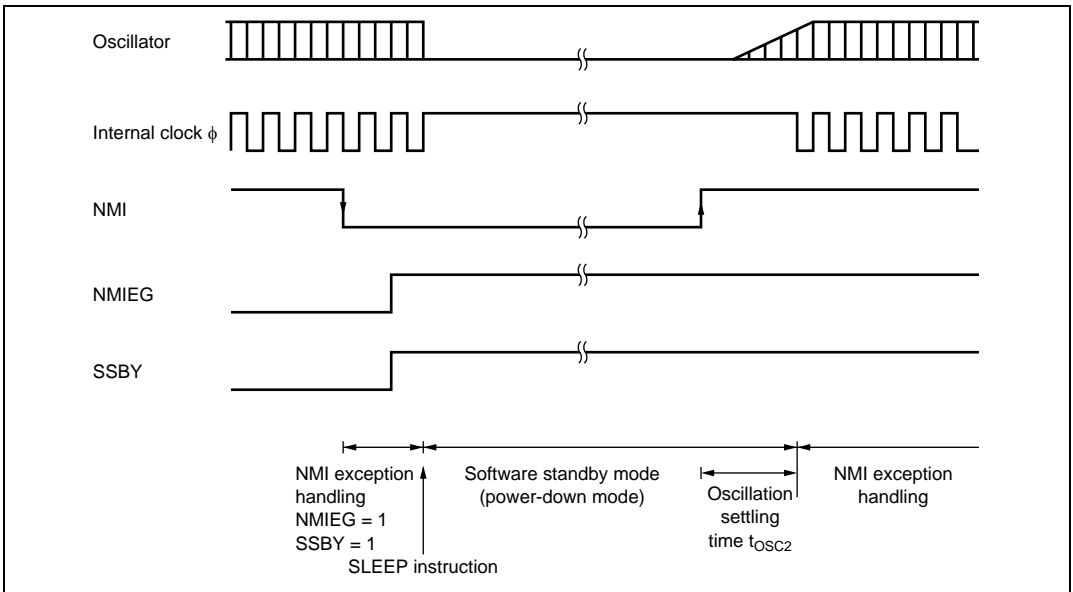 Oscillator
Internal clock ϕ
NMI
NMIEG
SSBY
NMI exception
handling
NMIEG = 1
SSBY = 1
SLEEP instruction
Software standby mode
(power-down mode)
Oscillation
settling
time tOSC2
NMI exception
handling